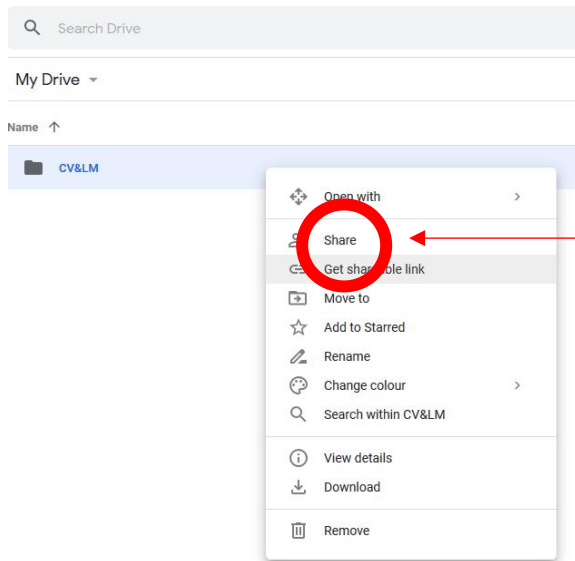 Search Drive
My Drive
Name
CV&LM
Open with
Share
Get shareable link
Move to
Add to Starred
Rename
Change colour
Search within CV&LM
View details
Download
Remove